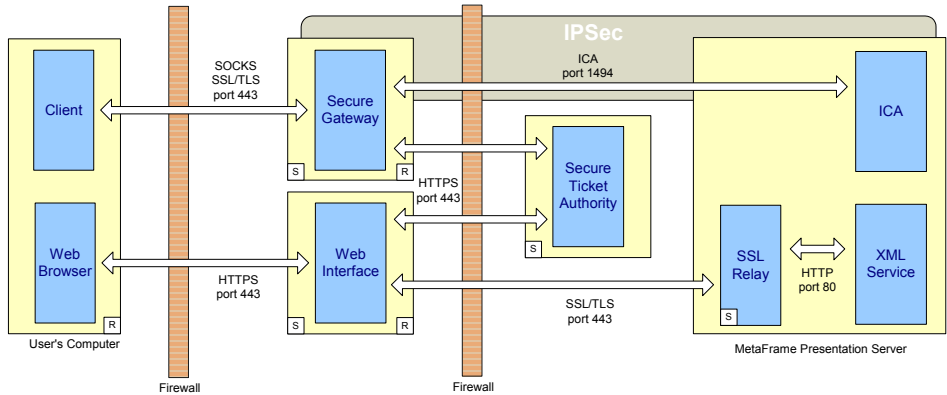 IPSec
SOCKS
SSL/TLS
port 443
ICA
port 1494
Client
Secure
Gateway
ICA
S
R
HTTPS
port 443
Secure
Ticket
Authority
S
Web
Browser
HTTPS
port 443
Web
Interface
SSL
Relay
HTTP
port 80
XML
Service
SSL/TLS
port 443
R
S
R
S
User's Computer
MetaFrame Presentation Server
Firewall
Firewall